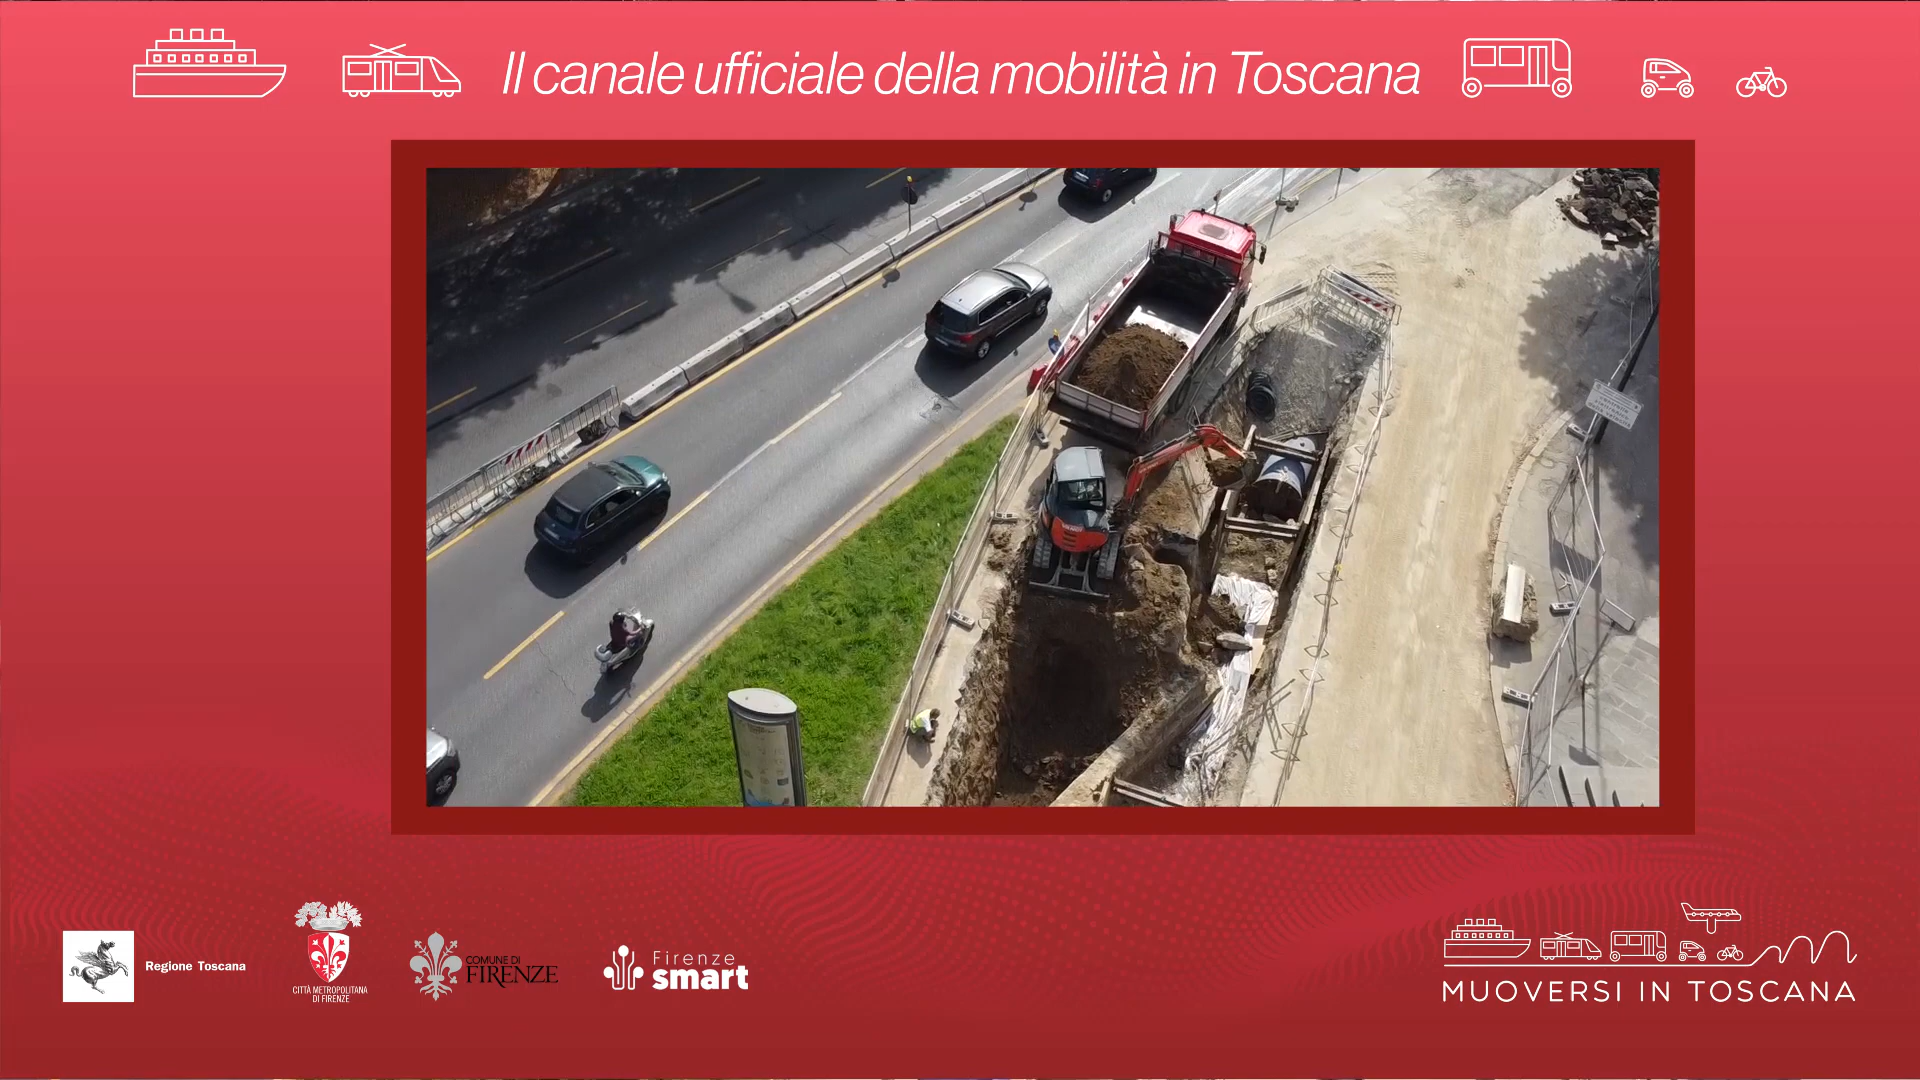 Il canale ufficiale della mobilità in Toscana
Regione Toscana
CITTÀ METROPOLITANA
DI FIRENZE
COMUNE DI
FIRENZE
Firenze
smart
MUOVERSI IN TOSCANA